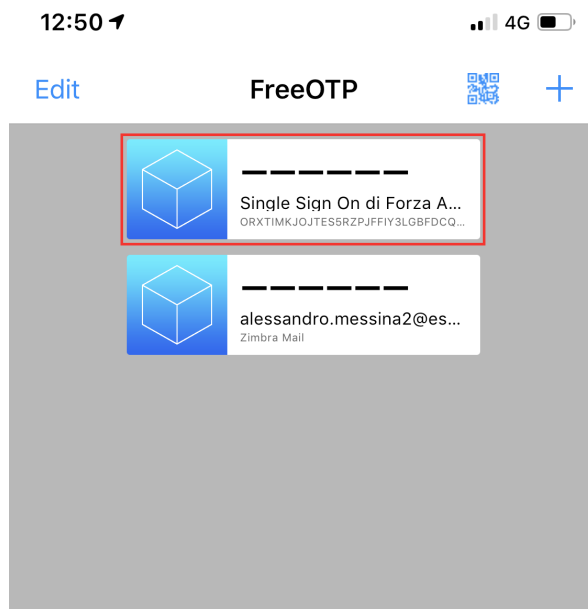 12:50
4G
Edit
FreeOTP
Single Sign On di Forza A...
ORXTIMKJOJTES5RZPJFFIY3LGBFDCQ...
alessandro.messina2@es...
Zimbra Mail